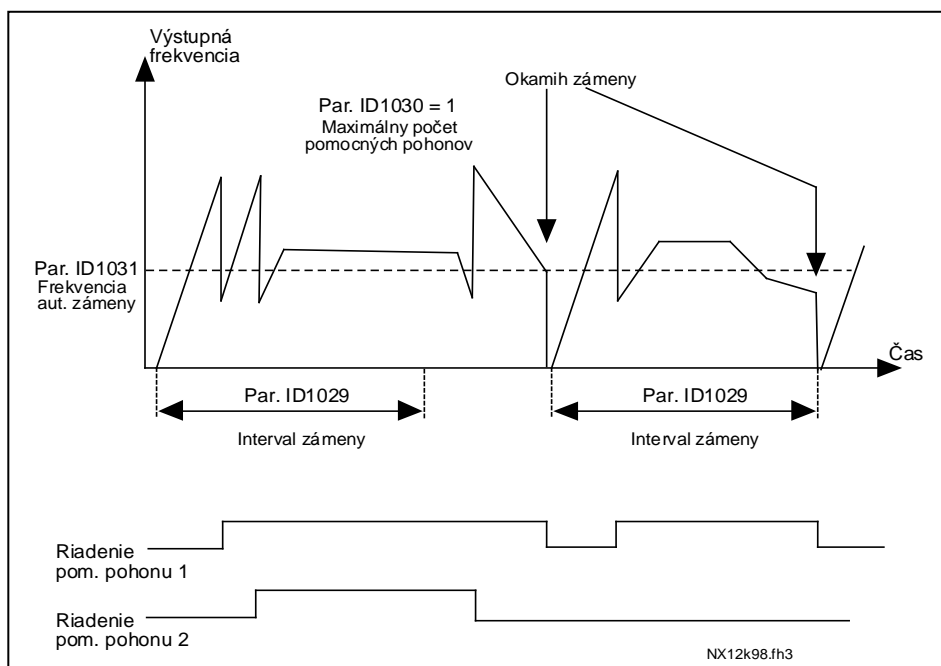 Výstupná
frekvencia
Okamih zámeny
Par. ID1030 = 1
Maximálny počet
pomocných pohonov
Par. ID1031
Frekvencia
aut. zámeny
Čas
Par. ID1029
Par. ID1029
Interval zámeny
Interval zámeny
Riadenie
pom. pohonu 1
Riadenie
pom. pohonu 2
NX12k98.fh3